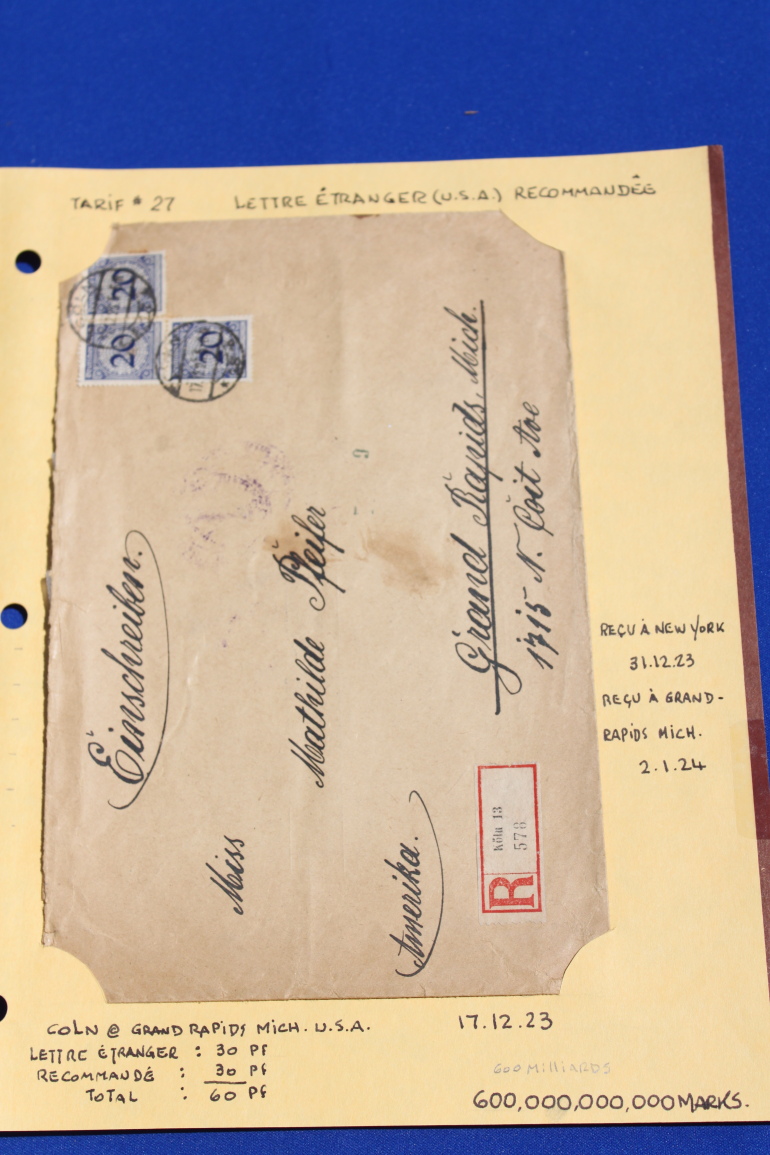 TARIF # 27 LETTRE ÉTRANGER (U.S.A.) RECOMMANDÉE
20
20
20
Einschreiben.
Miss
Mathilde Pfeifer
Amerika.
Grand Rapids, Mich.
1715 N. Coit Ave
9
R
Köln 13
578
REÇU À NEW YORK
31.12.23
REÇU À GRAND-
RAPIDS MICH.
2.1.24
COLN @ GRAND RAPIDS MICH. U.S.A. 17.12.23
LETTRE ÉTRANGER : 30 Pf
RECOMMANDÉ : 30 Pf
TOTAL : 60 Pf
600 MILLIARDS
600,000,000,000 MARKS.